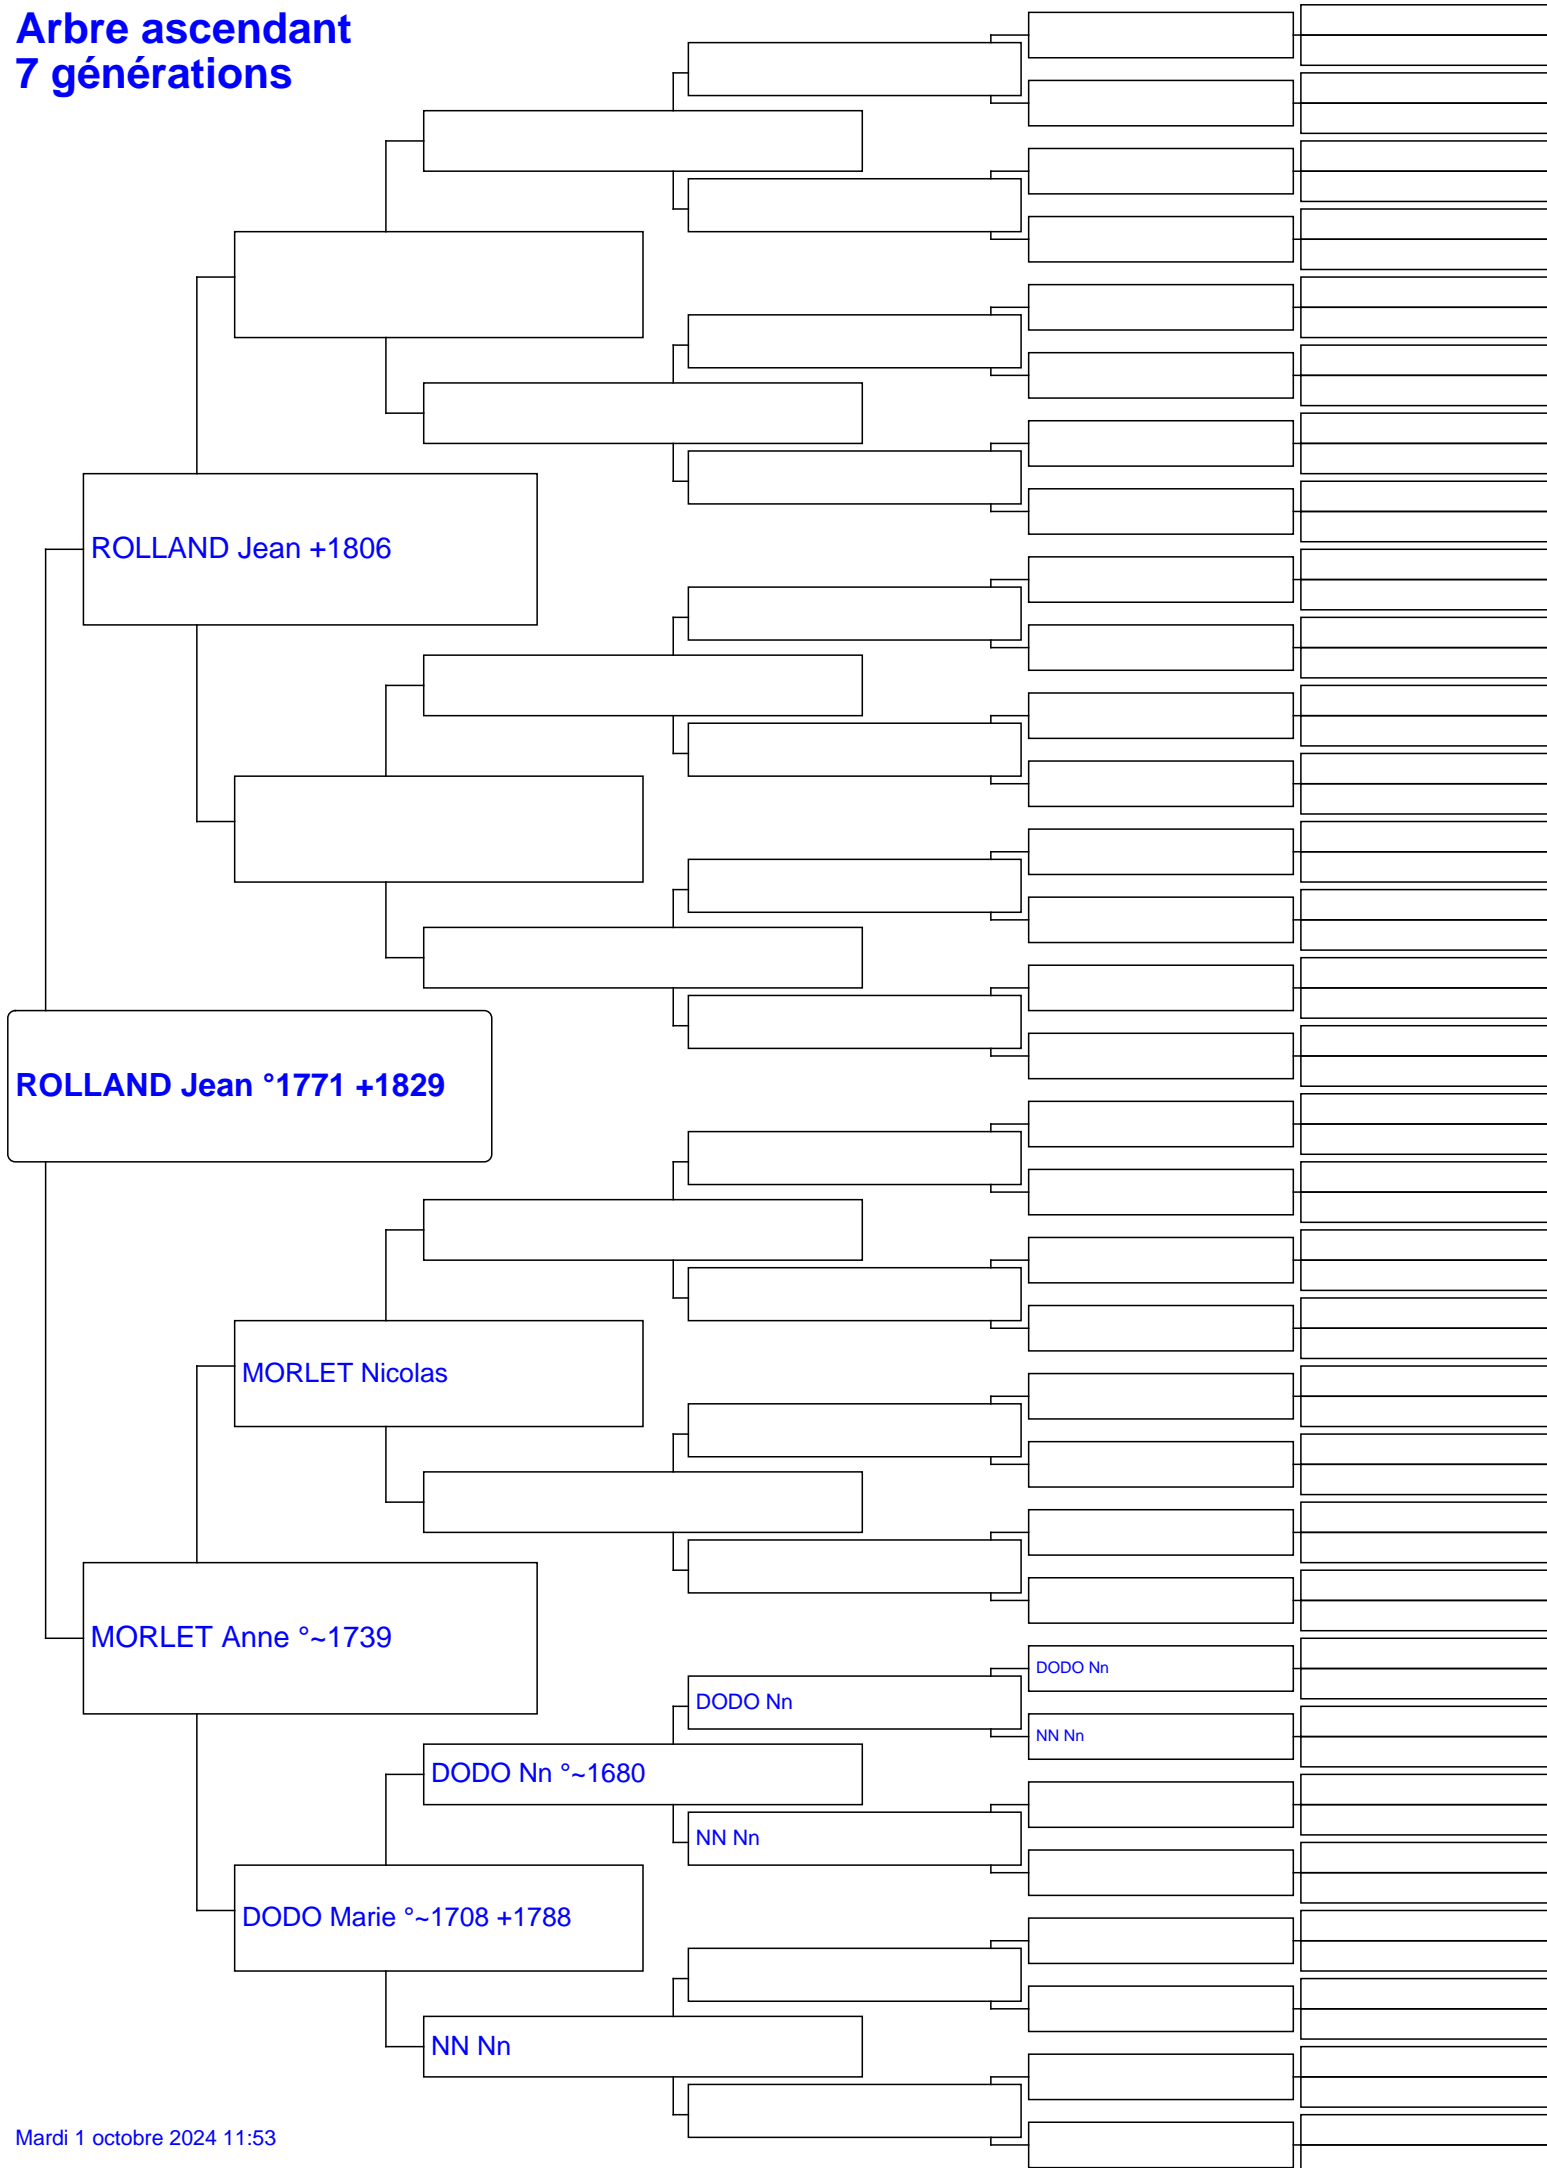 Arbre ascendant
7 générations
ROLLAND Jean +1806
ROLLAND Jean °1771 +1829
MORLET Nicolas
MORLET Anne °~1739
DODO Nn
DODO Nn
NN Nn
DODO Nn °~1680
NN Nn
DODO Marie °~1708 +1788
NN Nn
Mardi 1 octobre 2024 11:53